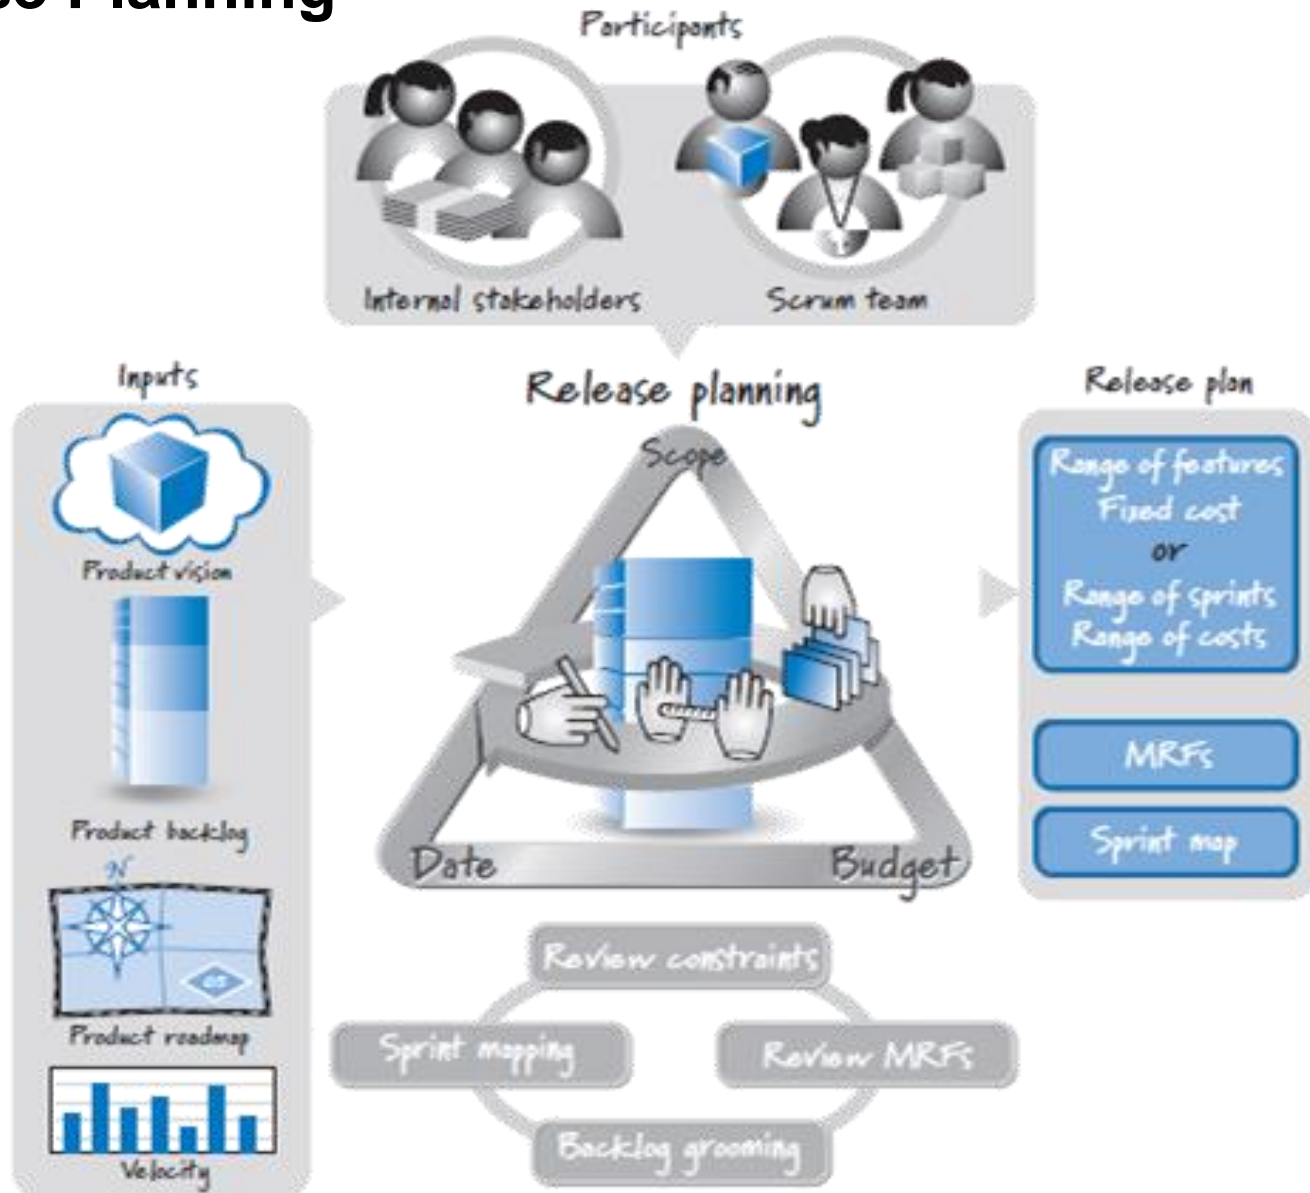 Planning
Participants
Internal stakeholders
Scrum team
Inputs
Product vision
Product backlog
N
Product roadmap
Velocity
Release planning
Scope
Date
Budget
Review constraints
Sprint mapping
Review MRFs
Backlog grooming
Release plan
Range of features
Fixed cost
or
Range of sprints
Range of costs
MRFs
Sprint map